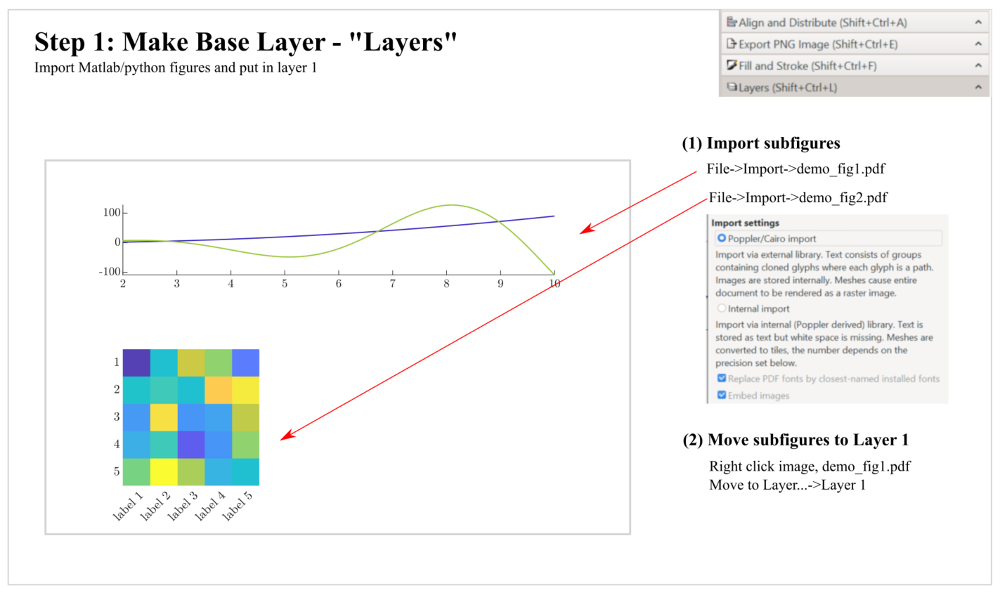 Step 1: Make Base Layer - "Layers"
Import Matlab/python figures and put in layer 1
Align and Distribute (Shift+Ctrl+A)
Export PNG Image (Shift+Ctrl+E)
Fill and Stroke (Shift+Ctrl+F)
Layers (Shift+Ctrl+L)
100
0
-100
2 3 4 5 6 7 8 9 10
1
2
3
4
5
label 1 label 2 label 3 label 4 label 5
(1) Import subfigures
File->Import->demo_fig1.pdf
File->Import->demo_fig2.pdf
Import settings
Poppler/Cairo import
Import via external library. Text consists of groups
containing cloned glyphs where each glyph is a path.
Images are stored internally. Meshes cause entire
document to be rendered as a raster image.
Internal import
Import via internal (Poppler derived) library. Text is
stored as text but white space is missing. Meshes are
converted to tiles, the number depends on the
precision set below.
Replace PDF fonts by closest-named installed fonts
Embed images
(2) Move subfigures to Layer 1
Right click image, demo_fig1.pdf
Move to Layer...->Layer 1